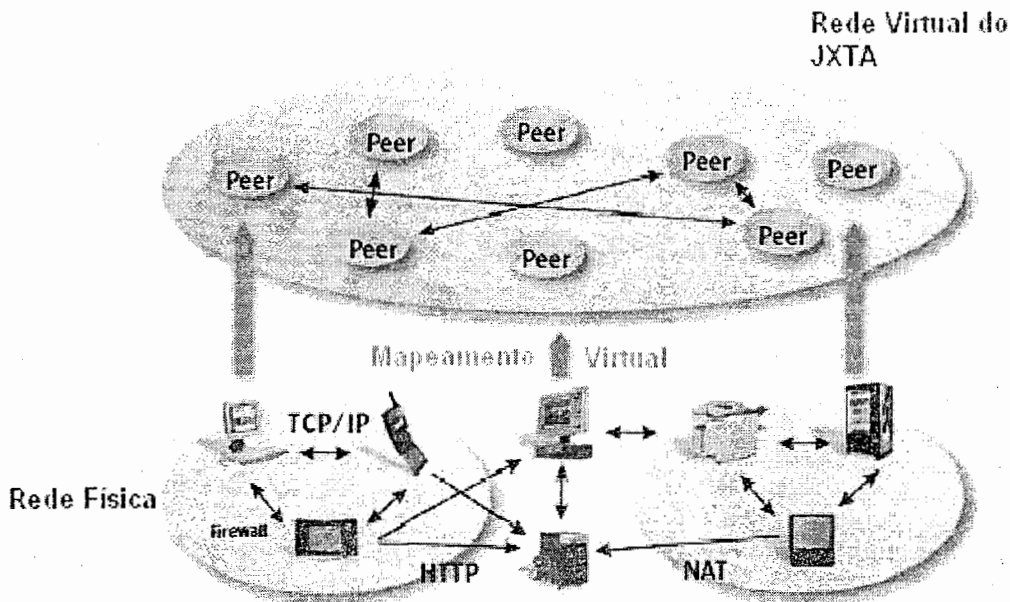 Rede Virtual do
JXTA
Peer
Peer
Peer
Peer
Peer
Peer
Peer
Peer
Mapeamento Virtual
TCP/IP
Rede Física
Firewall
HTTP
NAT